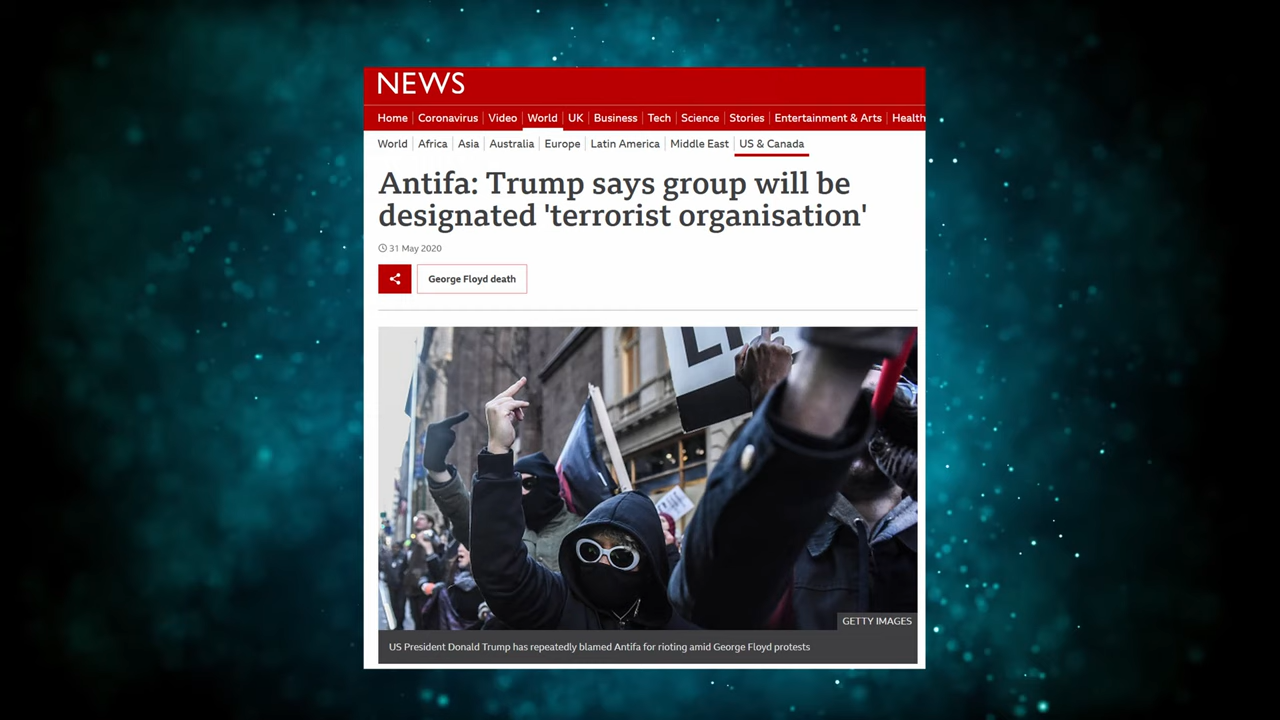 NEWS
Home Coronavirus Video World UK Business Tech Science Stories Entertainment & Arts Health
World Africa Asia Australia Europe Latin America Middle East US & Canada
Antifa: Trump says group will be
designated 'terrorist organisation'
31 May 2020
George Floyd death
GETTY IMAGES
US President Donald Trump has repeatedly blamed Antifa for rioting amid George Floyd protests